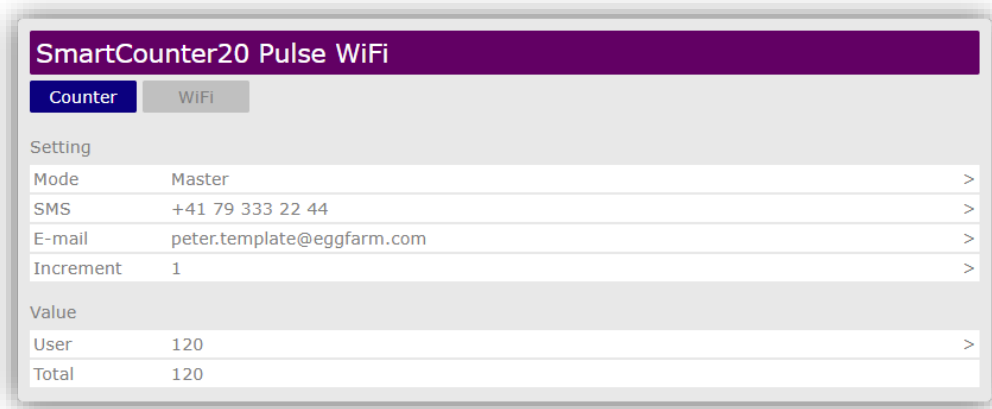 SmartCounter20 Pulse WiFi
Counter WiFi
Setting
Mode Master >
SMS +41 79 333 22 44 >
E-mail peter.template@eggfarm.com >
Increment 1 >
Value
User 120 >
Total 120